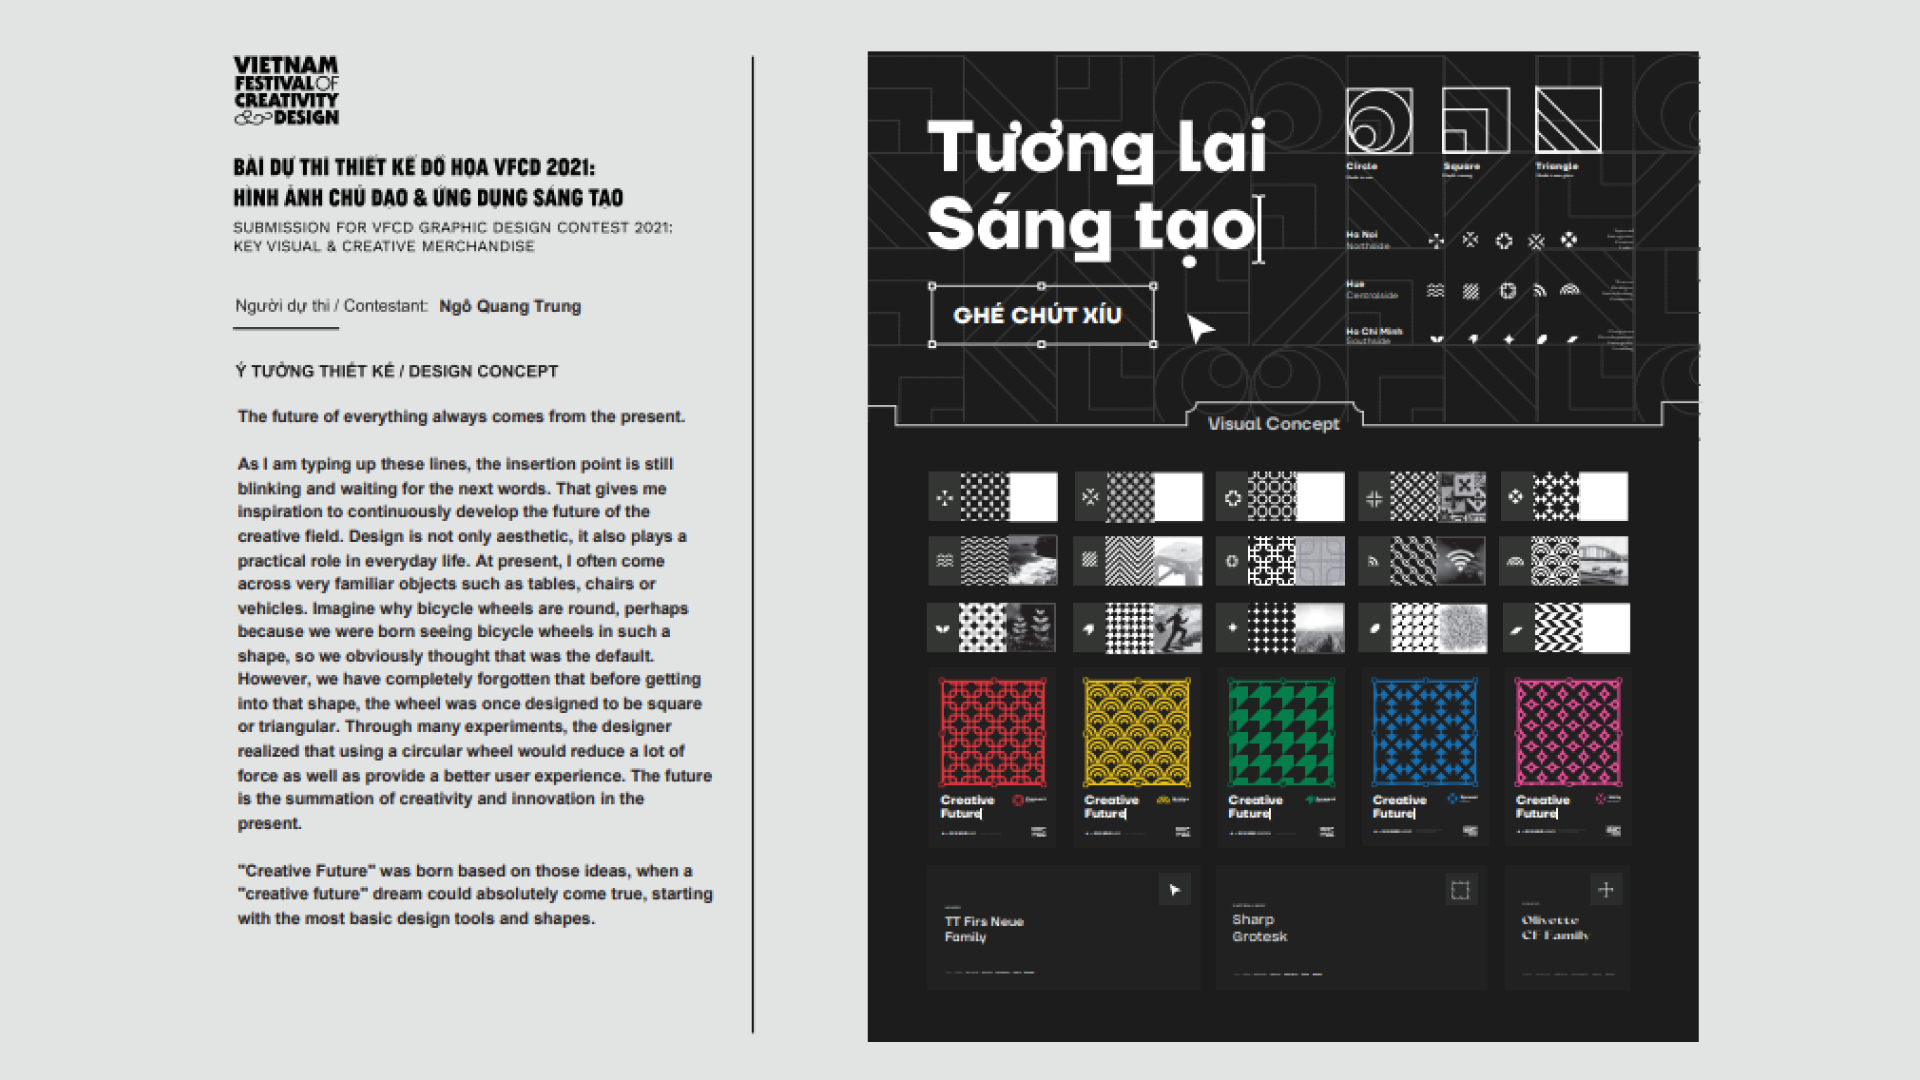 VIETNAM
FESTIVAL OF
CREATIVITY
& DESIGN
BÀI DỰ THI THIẾT KẾ ĐỒ HỌA VFCD 2021:
HÌNH ẢNH CHỦ ĐẠO & ỨNG DỤNG SÁNG TẠO
SUBMISSION FOR VFCD GRAPHIC DESIGN CONTEST 2021:
KEY VISUAL & CREATIVE MERCHANDISE
Người dự thi / Contestant: Ngô Quang Trung
Ý TƯỞNG THIẾT KẾ / DESIGN CONCEPT
The future of everything always comes from the present.
As I am typing up these lines, the insertion point is still
blinking and waiting for the next words. That gives me
inspiration to continuously develop the future of the
creative field. Design is not only aesthetic, it also plays a
practical role in everyday life. At present, I often come
across very familiar objects such as tables, chairs or
vehicles. Imagine why bicycle wheels are round, perhaps
because we were born seeing bicycle wheels in such a
shape, so we obviously thought that was the default.
However, we have completely forgotten that before getting
into that shape, the wheel was once designed to be square
or triangular. Through many experiments, the designer
realized that using a circular wheel would reduce a lot of
force as well as provide a better user experience. The future
is the summation of creativity and innovation in the
present.
"Creative Future" was born based on those ideas, when a
"creative future" dream could absolutely come true, starting
with the most basic design tools and shapes.
Tương lai
Sáng tạo
GHÉ CHÚT XÍU
Circle
Square
Triangle
Ha Noi
Northside
Hue
Centralside
Ho Chi Minh
Southside
Visual Concept
Creative
Future
Creative
Future
Creative
Future
Creative
Future
Creative
Future
TT Firs Neue
Family
Sharp
Grotesk
Olivette
CF Family